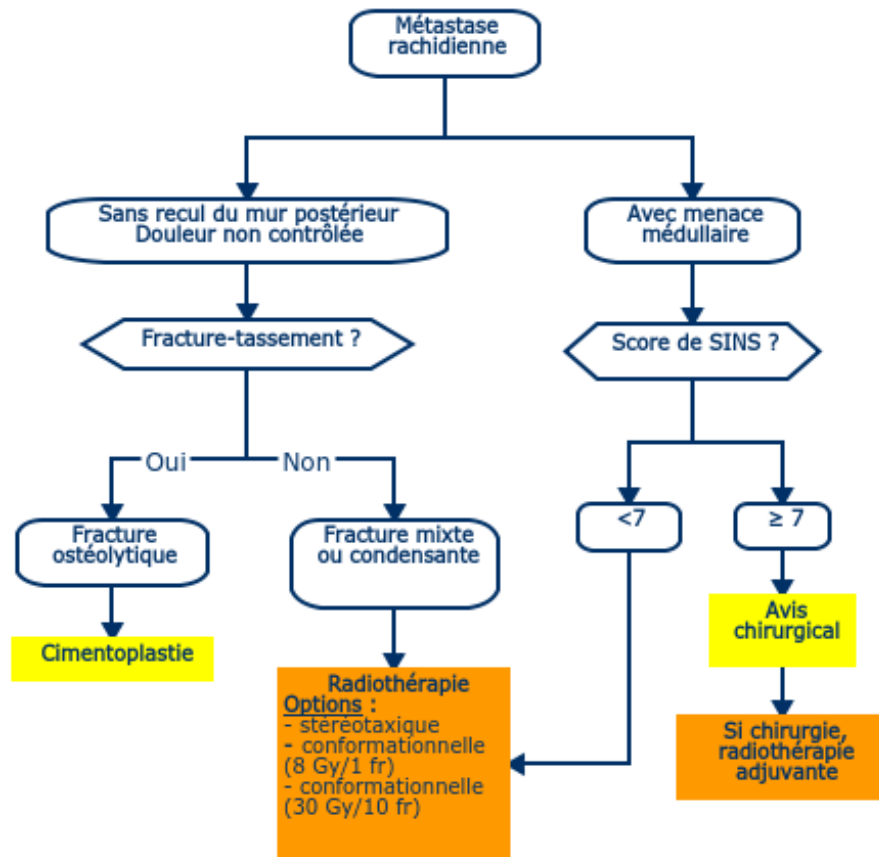 Métastase
rachidienne
Sans recul du mur postérieur
Douleur non contrôlée
Avec menace
médullaire
Fracture-tassement ?
Score de SINS ?
Oui
Non
Fracture
ostéolytique
Fracture mixte
ou condensante
<7
≥ 7
Cimentoplastie
Avis
chirurgical
Radiothérapie
Options :
- stéréotaxique
- conformationnelle
(8 Gy/1 fr)
- conformationnelle
(30 Gy/10 fr)
Si chirurgie,
radiothérapie
adjuvante